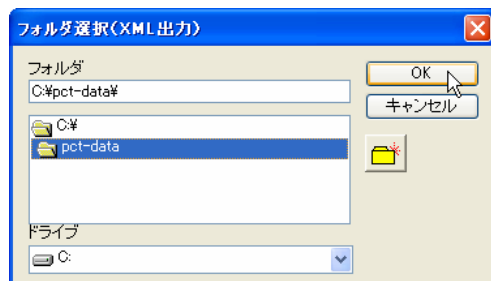 フォルダ選択(XML出力)
フォルダ
C:¥pct-data¥
OK
キャンセル
C:¥
pct-data
ドライブ
C: